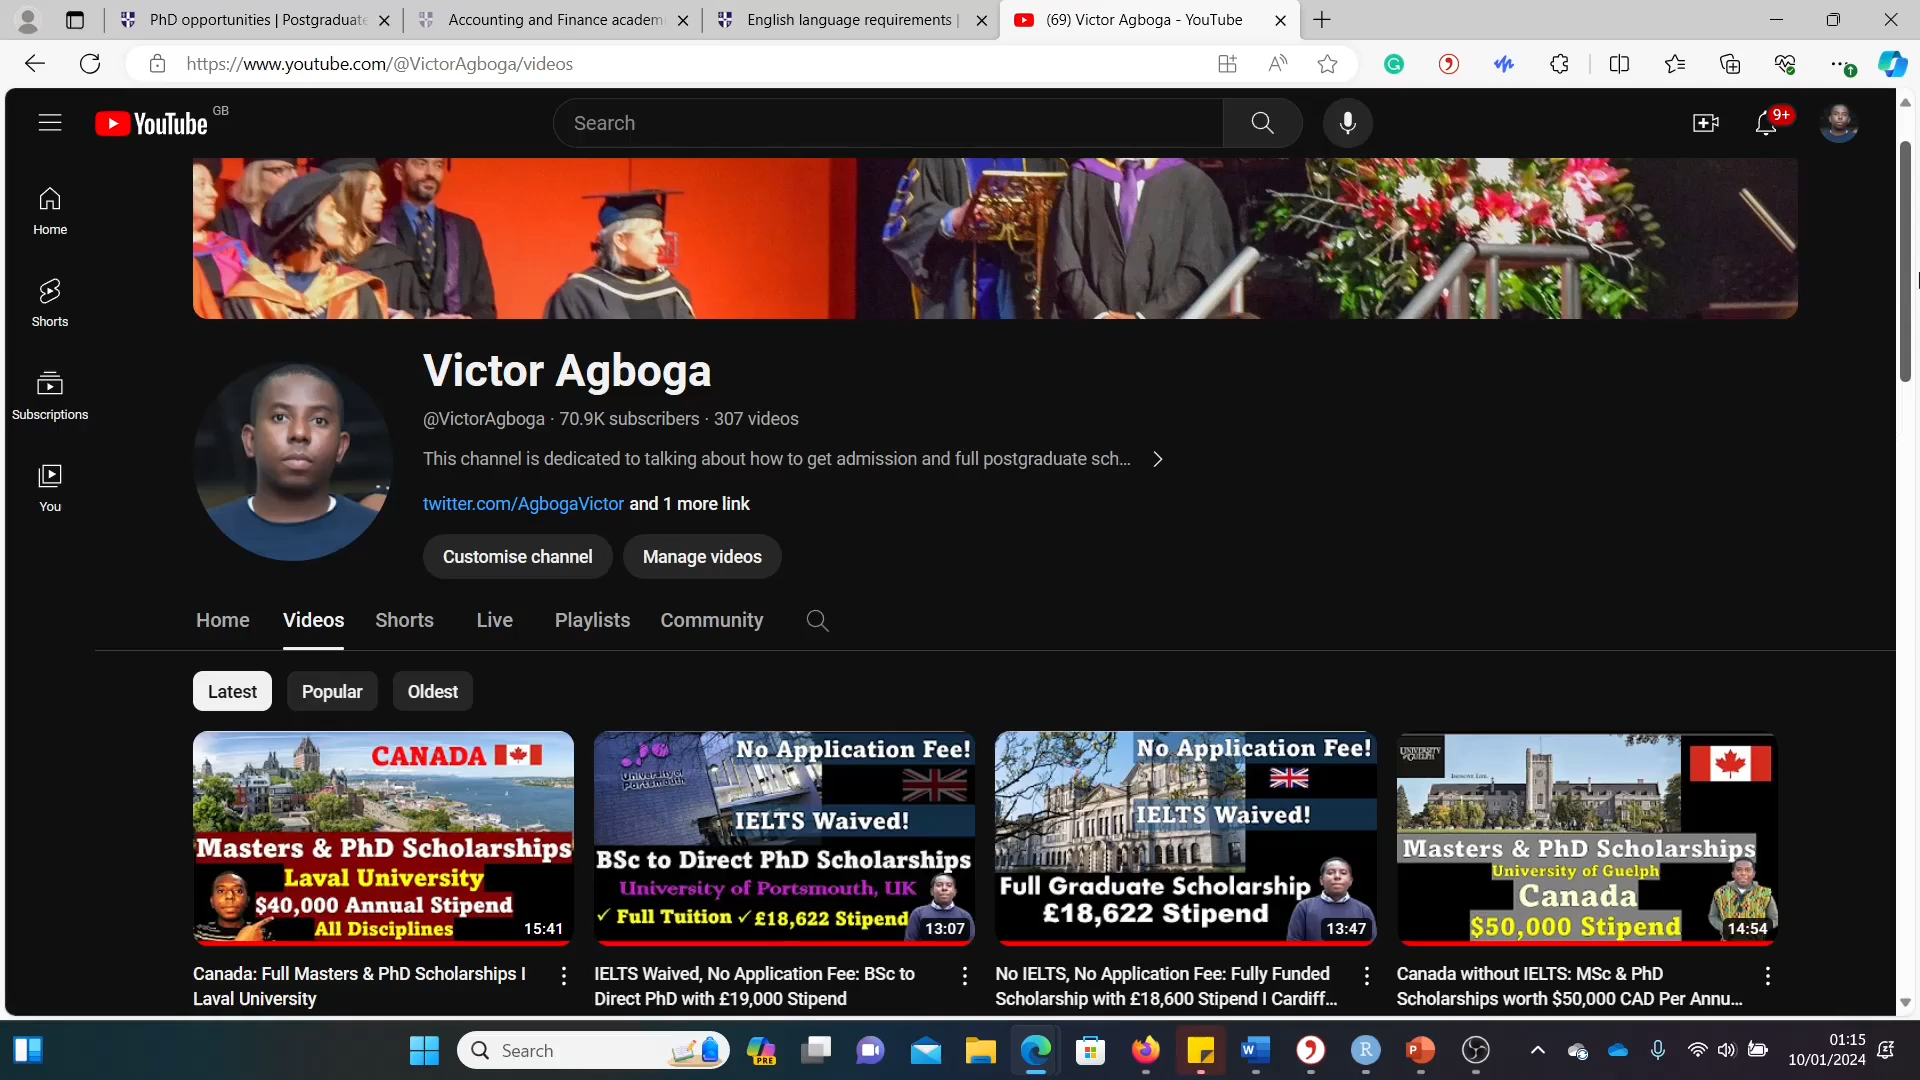 PhD opportunities | Postgraduate
Accounting and Finance academ
English language requirements |
(69) Victor Agboga - YouTube
https://www.youtube.com/@VictorAgboga/videos
YouTube GB
Search
9+
Home
Shorts
Subscriptions
You
Victor Agboga
@VictorAgboga · 70.9K subscribers · 307 videos
This channel is dedicated to talking about how to get admission and full postgraduate sch...
twitter.com/AgbogaVictor and 1 more link
Customise channel
Manage videos
Home
Videos
Shorts
Live
Playlists
Community
Latest
Popular
Oldest
CANADA
Masters & PhD Scholarships
Laval University
$40,000 Annual Stipend
All Disciplines
15:41
Canada: Full Masters & PhD Scholarships I
Laval University
No Application Fee!
University of
Portsmouth
IELTS Waived!
BSc to Direct PhD Scholarships
University of Portsmouth, UK
✓ Full Tuition ✓ £18,622 Stipend
13:07
IELTS Waived, No Application Fee: BSc to
Direct PhD with £19,000 Stipend
No Application Fee!
IELTS Waived!
Full Graduate Scholarship
£18,622 Stipend
13:47
No IELTS, No Application Fee: Fully Funded
Scholarship with £18,600 Stipend I Cardiff...
UNIVERSITY
of GUELPH
IMPROVE LIFE.
Masters & PhD Scholarships
University of Guelph
Canada
$50,000 Stipend
14:54
Canada without IELTS: MSc & PhD
Scholarships worth $50,000 CAD Per Annu...
Search
PRE
01:15
10/01/2024